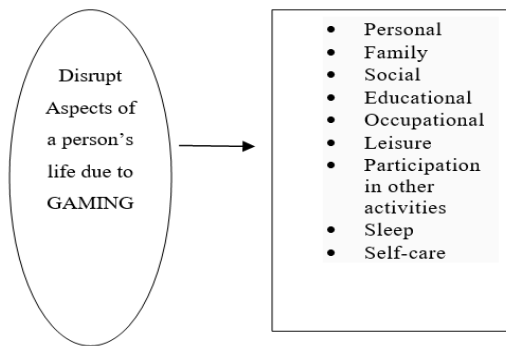 Disrupt
Aspects of
a person's
life due to
GAMING
• Personal
• Family
• Social
• Educational
• Occupational
• Leisure
• Participation
in other
activities
• Sleep
• Self-care